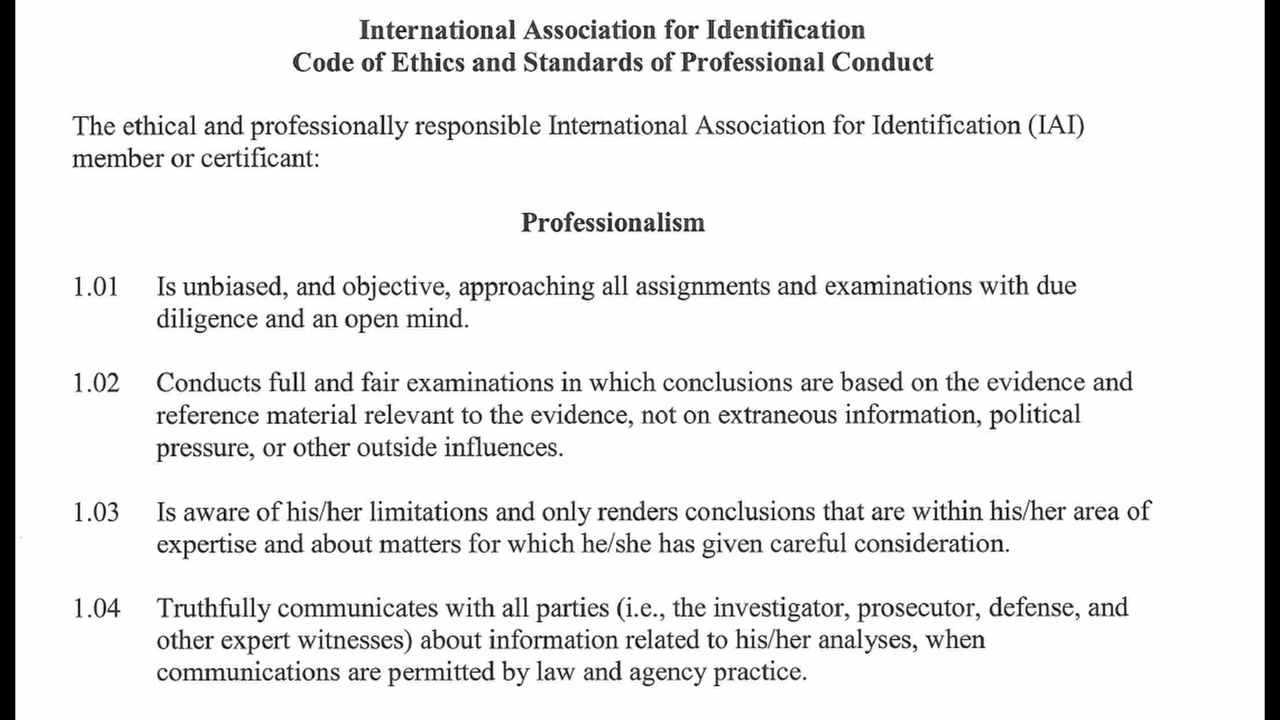 International Association for Identification
Code of Ethics and Standards of Professional Conduct
The ethical and professionally responsible International Association for Identification (IAI)
member or certificant:
Professionalism
1.01 Is unbiased, and objective, approaching all assignments and examinations with due
diligence and an open mind.
1.02 Conducts full and fair examinations in which conclusions are based on the evidence and
reference material relevant to the evidence, not on extraneous information, political
pressure, or other outside influences.
1.03 Is aware of his/her limitations and only renders conclusions that are within his/her area of
expertise and about matters for which he/she has given careful consideration.
1.04 Truthfully communicates with all parties (i.e., the investigator, prosecutor, defense, and
other expert witnesses) about information related to his/her analyses, when
communications are permitted by law and agency practice.